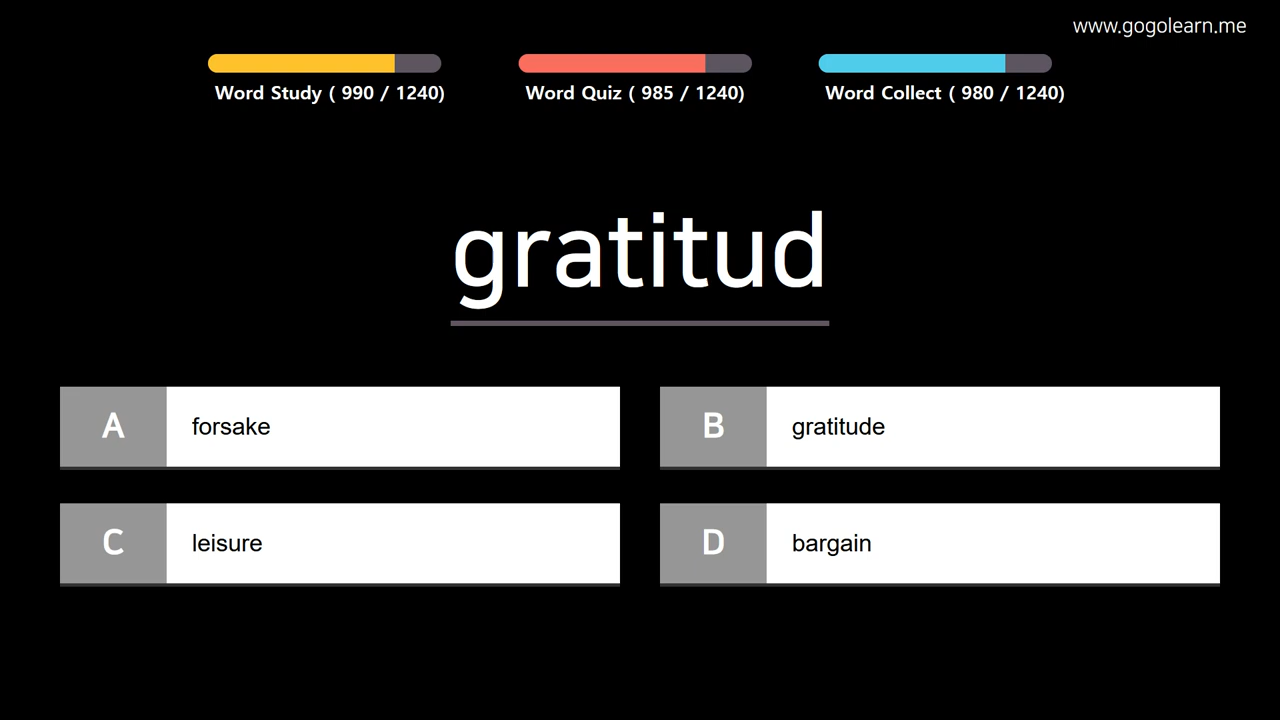 www.gogolearn.me
Word Study ( 990 / 1240)
Word Quiz ( 985 / 1240)
Word Collect ( 980 / 1240)
gratitud
A forsake
B gratitude
C leisure
D bargain